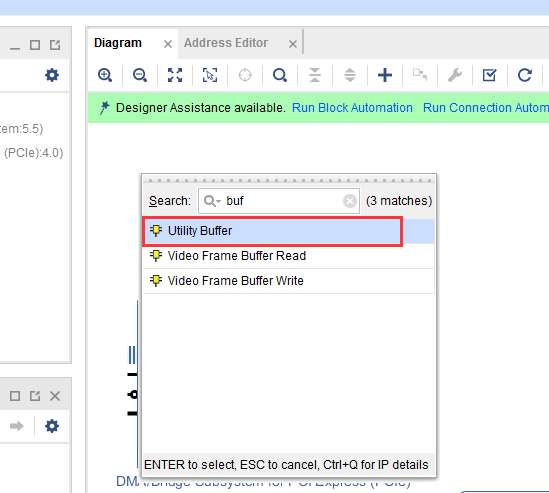 Diagram
Address Editor
Designer Assistance available. Run Block Automation Run Connection Autom
em:5.5)
(PCIe):4.0)
Search: buf (3 matches)
Utility Buffer
Video Frame Buffer Read
Video Frame Buffer Write
ENTER to select, ESC to cancel, Ctrl+Q for IP details
DMA/Bridge Subsystem for PCI Express (PCIe)